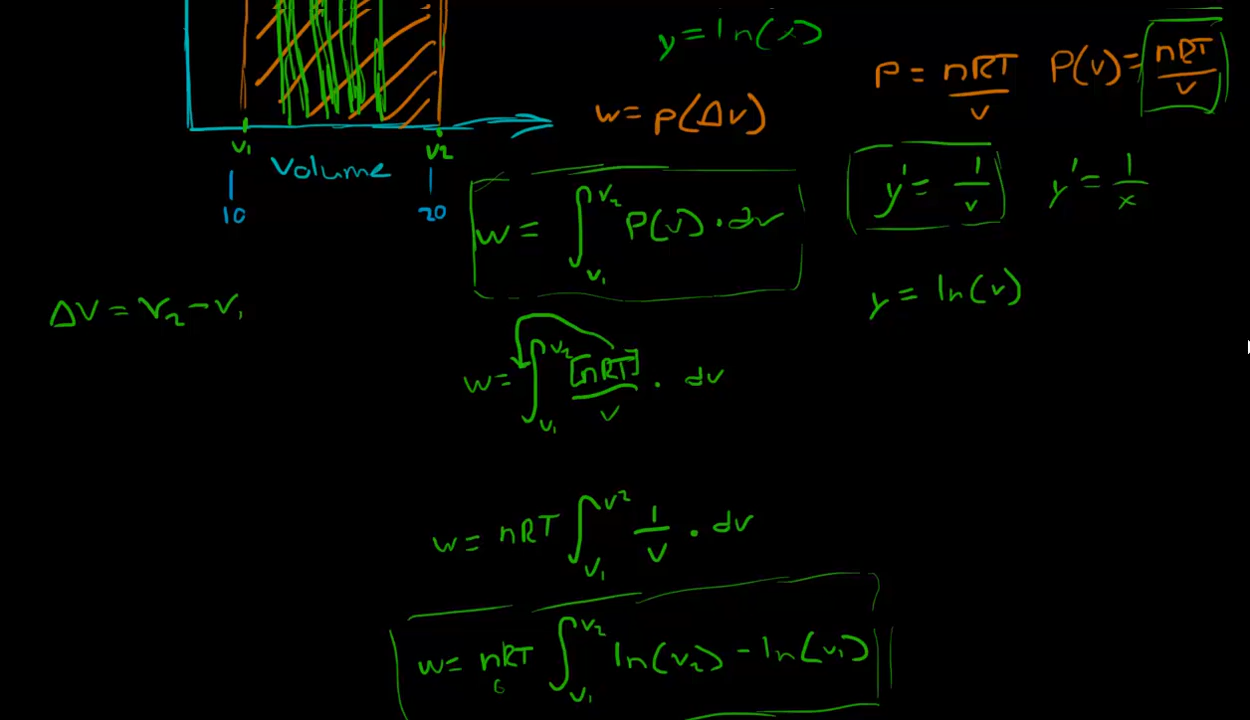 y = ln(x)
P = nRT/V P(v) = nRT/V
w = p(Δv)
V1 V2
Volume
10 20
y' = 1/v y' = 1/x
w = ∫_{V1}^{V2} P(v) · dv
ΔV = V2 - V1
y = ln(v)
w = ∫_{V1}^{V2} [nRT]/V · dv
w = nRT ∫_{V1}^{V2} 1/V · dv
w = nRT ∫_{V1}^{V2} ln(v2) - ln(v1)